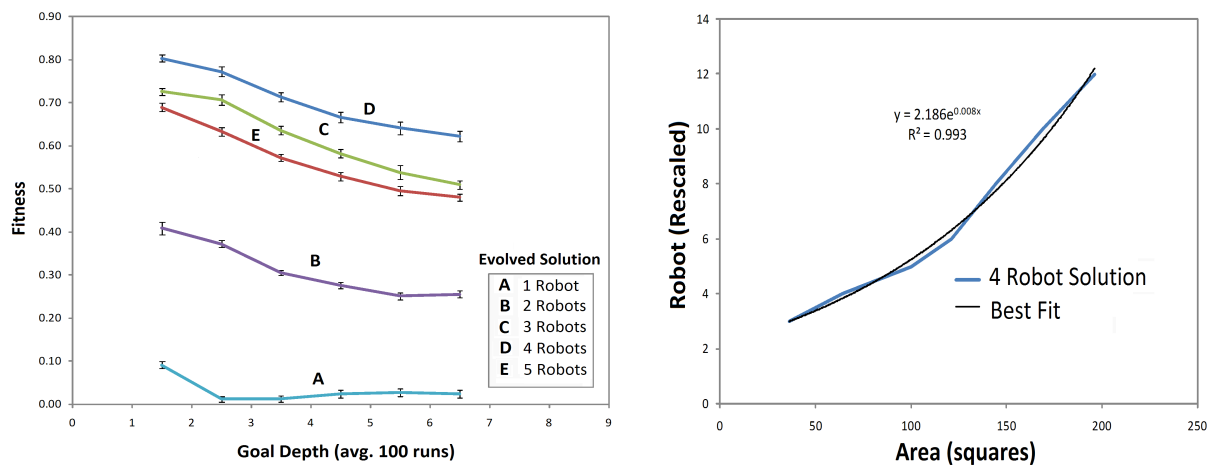 0.90
0.80
0.70
0.60
0.50
0.40
0.30
0.20
0.10
0.00
Fitness
0 1 2 3 4 5 6 7 8 9
Goal Depth (avg. 100 runs)
D
C
E
B
A
Evolved Solution
A 1 Robot
B 2 Robots
C 3 Robots
D 4 Robots
E 5 Robots
14
12
10
8
6
4
2
0
Robot (Rescaled)
0 50 100 150 200 250
Area (squares)
y = 2.186e^0.008x
R² = 0.993
4 Robot Solution
Best Fit